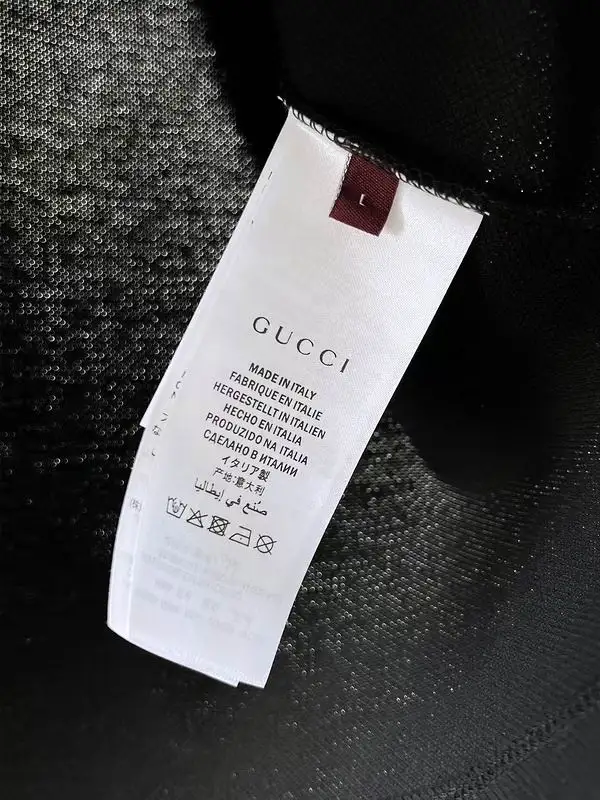 L
GUCCI
MADE IN ITALY
FABRIQUE EN ITALIE
HERGESTELLT IN ITALIEN
HECHO EN ITALIA
PRODUZIDO NA ITALIA
СДЕЛАНО В ИТАЛИИ
イタリア製
产地:意大利
صنع في إيطاليا